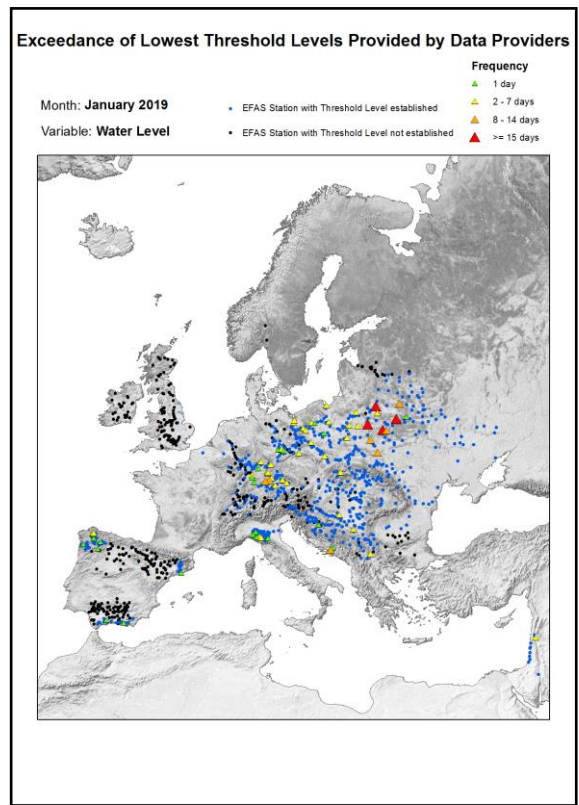 Exceedance of Lowest Threshold Levels Provided by Data Providers
Frequency
1 day
2 - 7 days
8 - 14 days
>= 15 days
Month: January 2019
Variable: Water Level
EFAS Station with Threshold Level established
EFAS Station with Threshold Level not established